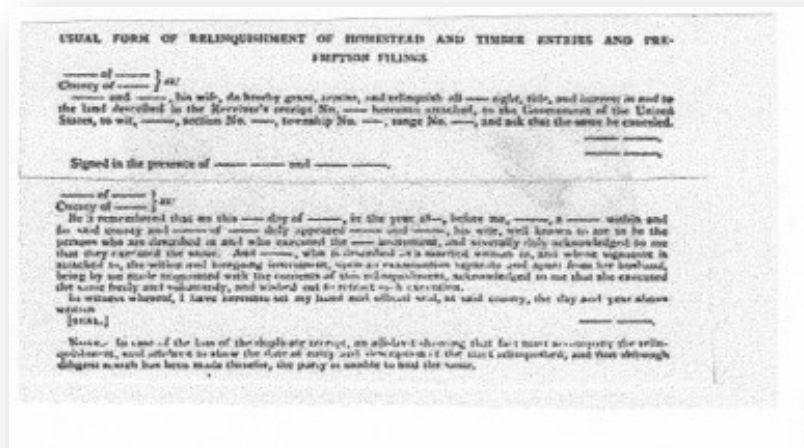 USUAL FORM OF RELINQUISHMENT OF HOMESTEAD AND TIMBER ENTRIES AND PRE-
EMPTION FILINGS
—— of ——
County of —— } ss:
—— and ——, his wife, do hereby grant, remise, and relinquish all —— right, title, and interest in and to
the land described in the Receiver's receipt No. —— hereunto attached, to the Government of the United
States, to wit, ——, section No. ——, township No. ——, range No. ——, and ask that the same be canceled.
—— ——,
—— ——,
Signed in the presence of —— —— and —— ——.
—— of ——
County of —— } ss:
Be it remembered that on this —— day of ——, in the year 18—, before me, ——, a —— within and
for said county and —— of —— duly appeared —— and ——, his wife, well known to me to be the
persons who are described in and who executed the —— instrument, and severally duly acknowledged to me
that they executed the same. And ——, who is described as a married woman in, and whose signature is
attached to, the within and foregoing instrument, upon an examination separate and apart from her husband,
being by me made acquainted with the contents of this relinquishment, acknowledged to me that she executed
the same freely and voluntarily, and wished not to retract such execution.
In witness whereof, I have hereunto set my hand and official seal, at said county, the day and year above
written
[SEAL.] —— ——,
NOTE.- In case of the loss of the duplicate receipt, an affidavit showing that fact must accompany the relin-
quishment, and to show the date of entry and description of the tract relinquished, and that although
diligent search has been made therefor, the party is unable to find the same.